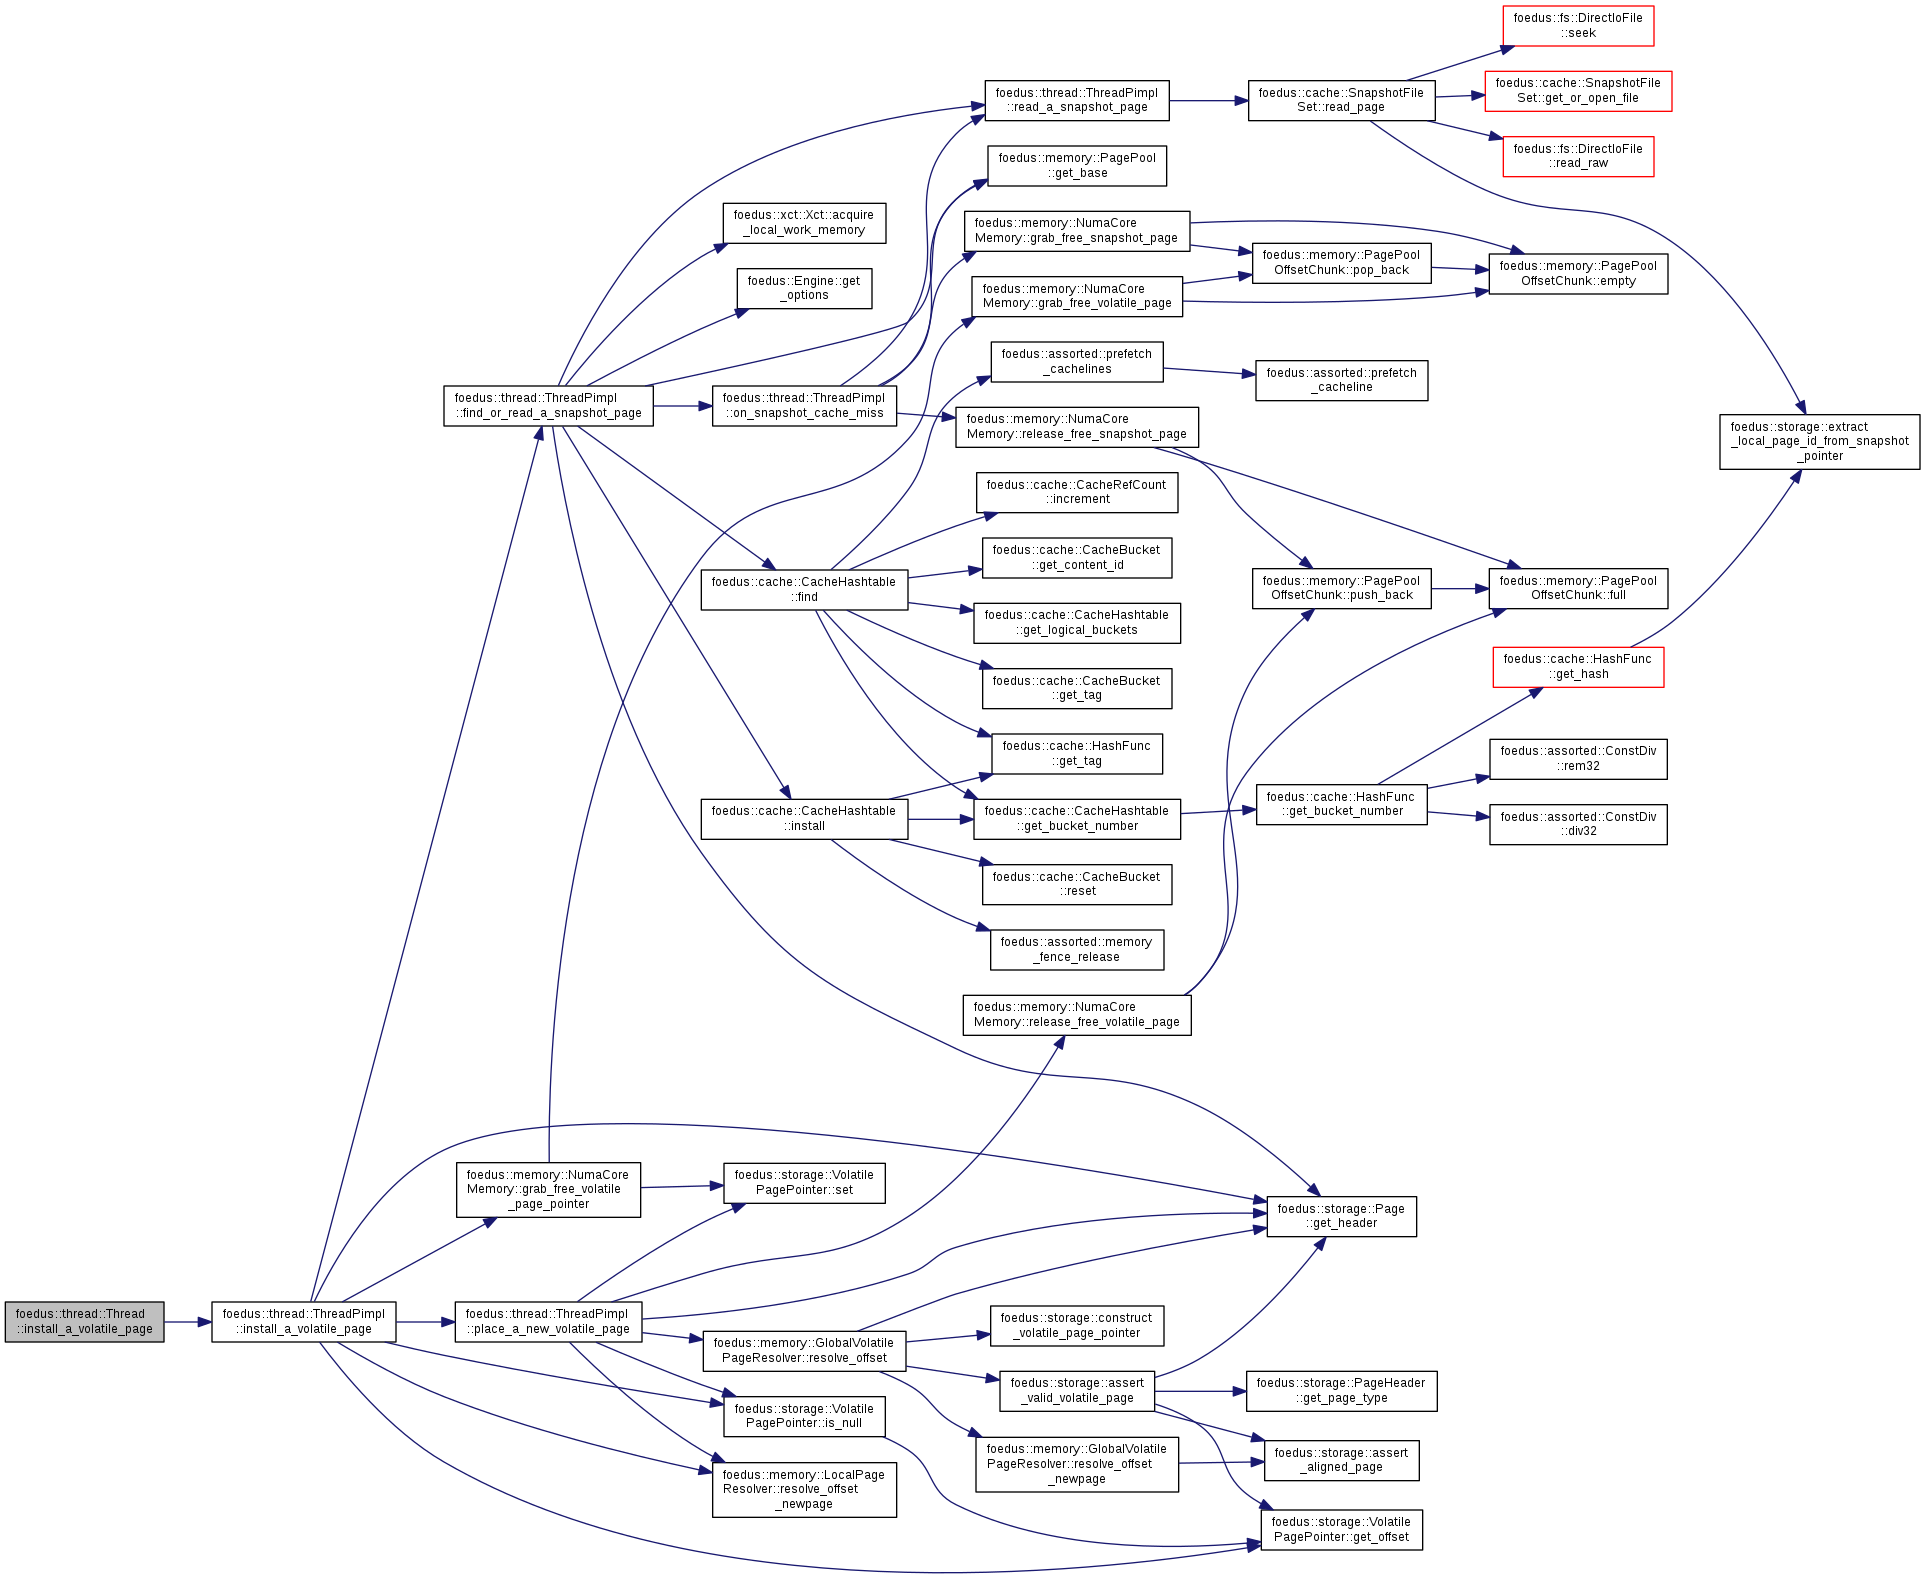 foedus::fs::DirectIoFile
::seek
foedus::cache::SnapshotFile
Set::get_or_open_file
foedus::thread::ThreadPimpl
::read_a_snapshot_page
foedus::cache::SnapshotFile
Set::read_page
foedus::fs::DirectIoFile
::read_raw
foedus::memory::PagePool
::get_base
foedus::xct::Xct::acquire
_local_work_memory
foedus::memory::NumaCore
Memory::grab_free_snapshot_page
foedus::memory::PagePool
OffsetChunk::pop_back
foedus::memory::PagePool
OffsetChunk::empty
foedus::Engine::get
_options
foedus::memory::NumaCore
Memory::grab_free_volatile_page
foedus::assorted::prefetch
_cachelines
foedus::assorted::prefetch
_cacheline
foedus::thread::ThreadPimpl
::find_or_read_a_snapshot_page
foedus::thread::ThreadPimpl
::on_snapshot_cache_miss
foedus::memory::NumaCore
Memory::release_free_snapshot_page
foedus::storage::extract
_local_page_id_from_snapshot
_pointer
foedus::cache::CacheRefCount
::increment
foedus::cache::CacheBucket
::get_content_id
foedus::cache::CacheHashtable
::find
foedus::memory::PagePool
OffsetChunk::push_back
foedus::memory::PagePool
OffsetChunk::full
foedus::cache::CacheHashtable
::get_logical_buckets
foedus::cache::CacheBucket
::get_tag
foedus::cache::HashFunc
::get_hash
foedus::cache::HashFunc
::get_tag
foedus::assorted::ConstDiv
::rem32
foedus::cache::CacheHashtable
::install
foedus::cache::CacheHashtable
::get_bucket_number
foedus::cache::HashFunc
::get_bucket_number
foedus::assorted::ConstDiv
::div32
foedus::cache::CacheBucket
::reset
foedus::assorted::memory
_fence_release
foedus::memory::NumaCore
Memory::release_free_volatile_page
foedus::memory::NumaCore
Memory::grab_free_volatile
_page_pointer
foedus::storage::Volatile
PagePointer::set
foedus::storage::Page
::get_header
foedus::thread::Thread
::install_a_volatile_page
foedus::thread::ThreadPimpl
::install_a_volatile_page
foedus::thread::ThreadPimpl
::place_a_new_volatile_page
foedus::memory::GlobalVolatile
PageResolver::resolve_offset
foedus::storage::construct
_volatile_page_pointer
foedus::storage::assert
_valid_volatile_page
foedus::storage::PageHeader
::get_page_type
foedus::storage::Volatile
PagePointer::is_null
foedus::memory::GlobalVolatile
PageResolver::resolve_offset
_newpage
foedus::storage::assert
_aligned_page
foedus::memory::LocalPage
Resolver::resolve_offset
_newpage
foedus::storage::Volatile
PagePointer::get_offset